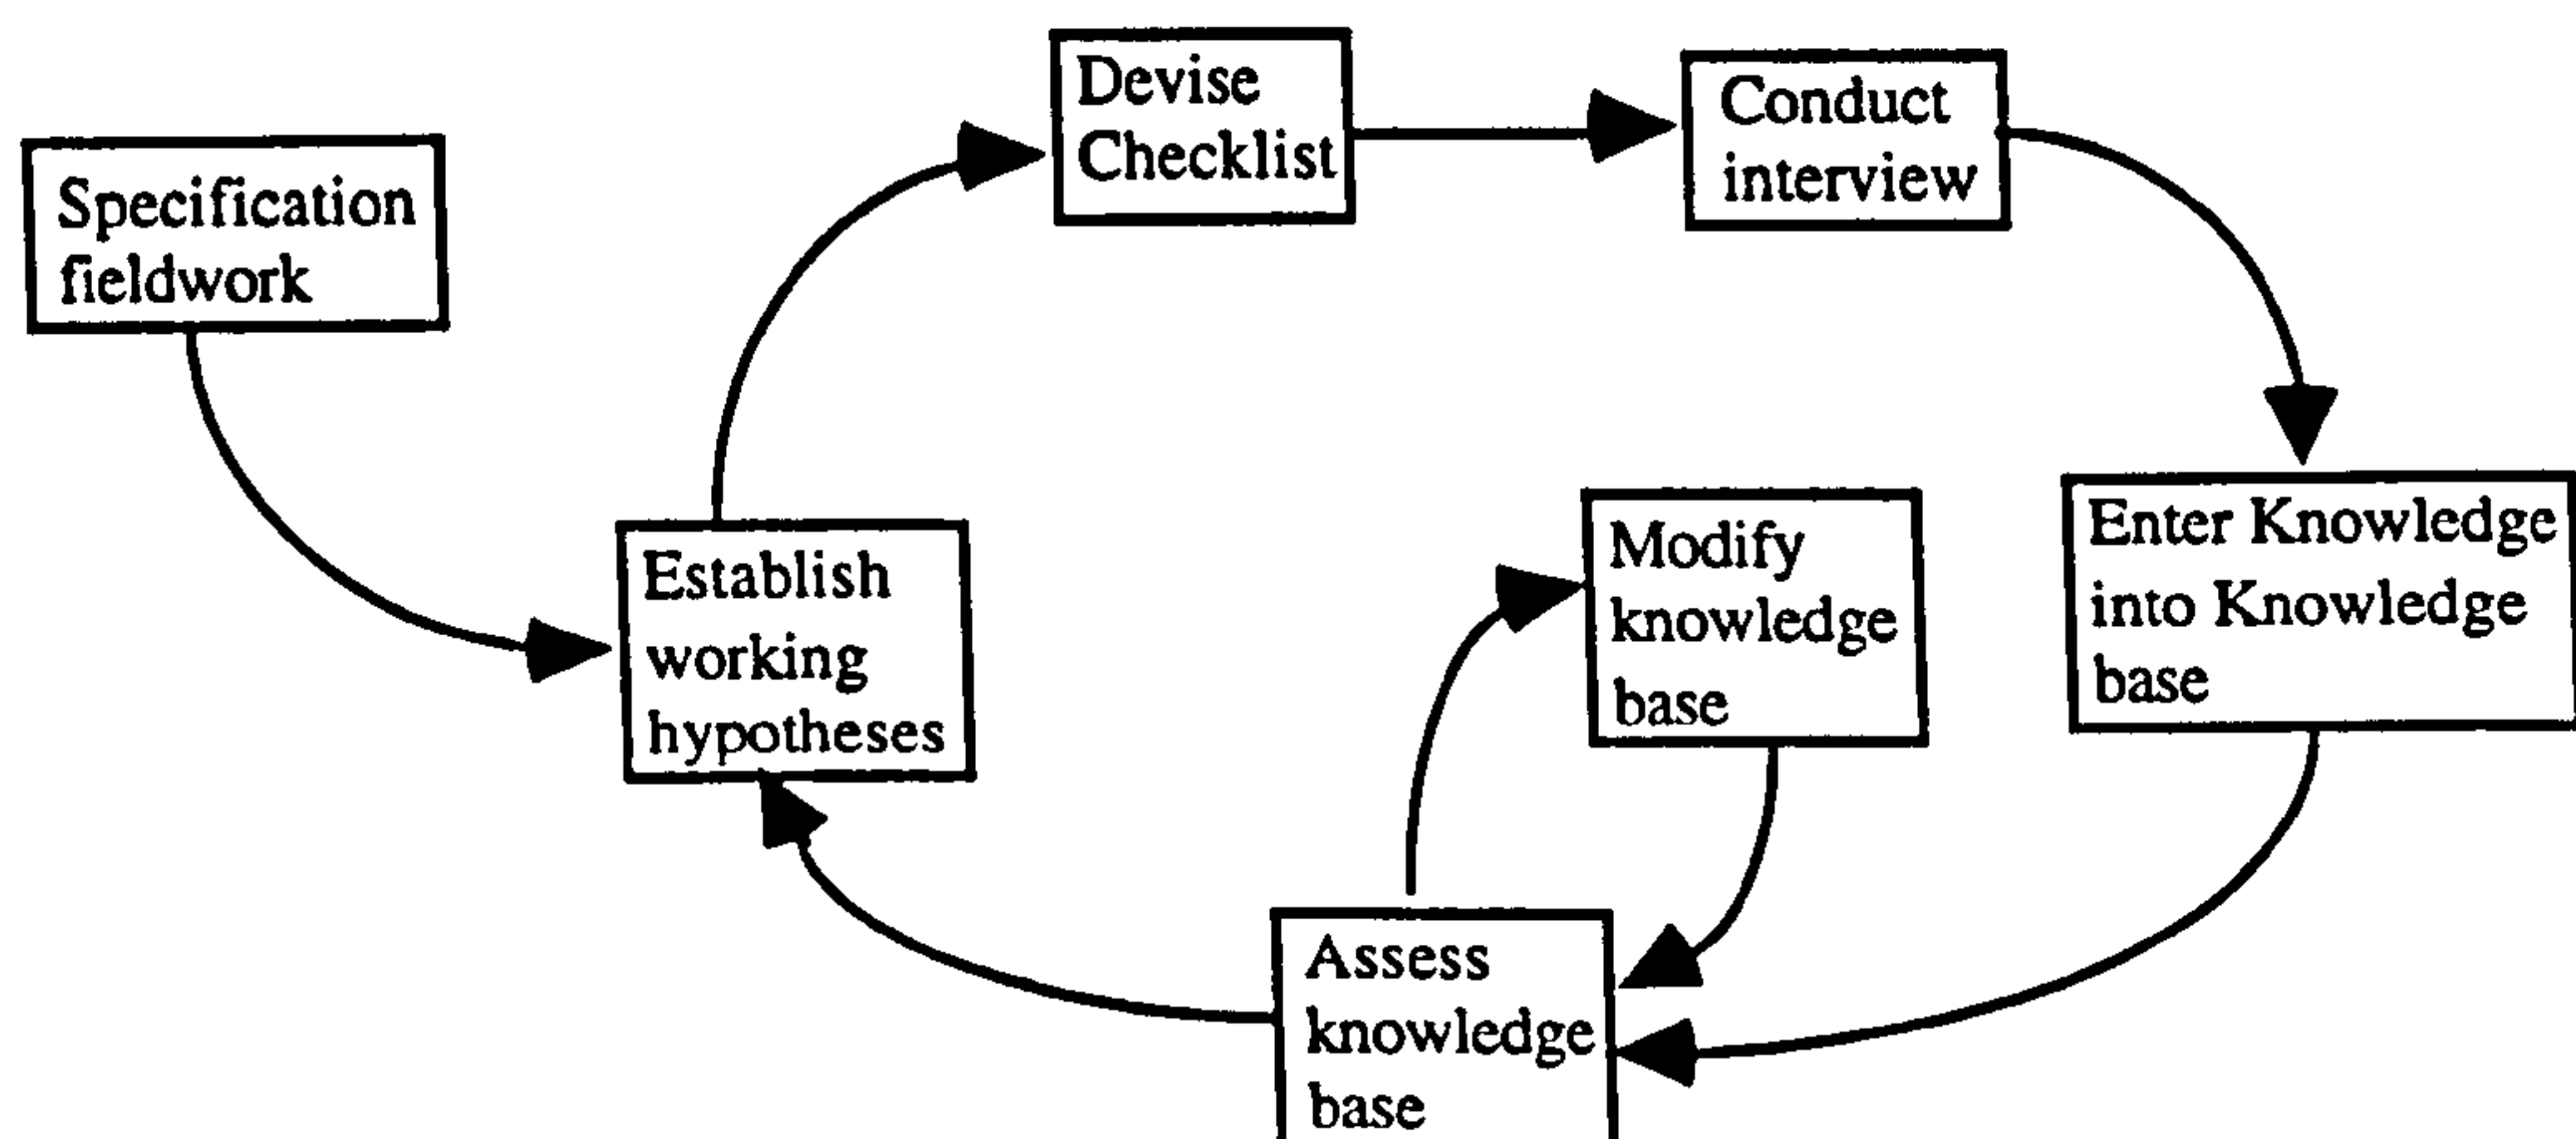 Specification
fieldwork
Devise
Checklist
Conduct
interview
Enter Knowledge
into Knowledge
base
Modify
knowledge
base
Establish
working
hypotheses
Assess
knowledge
base